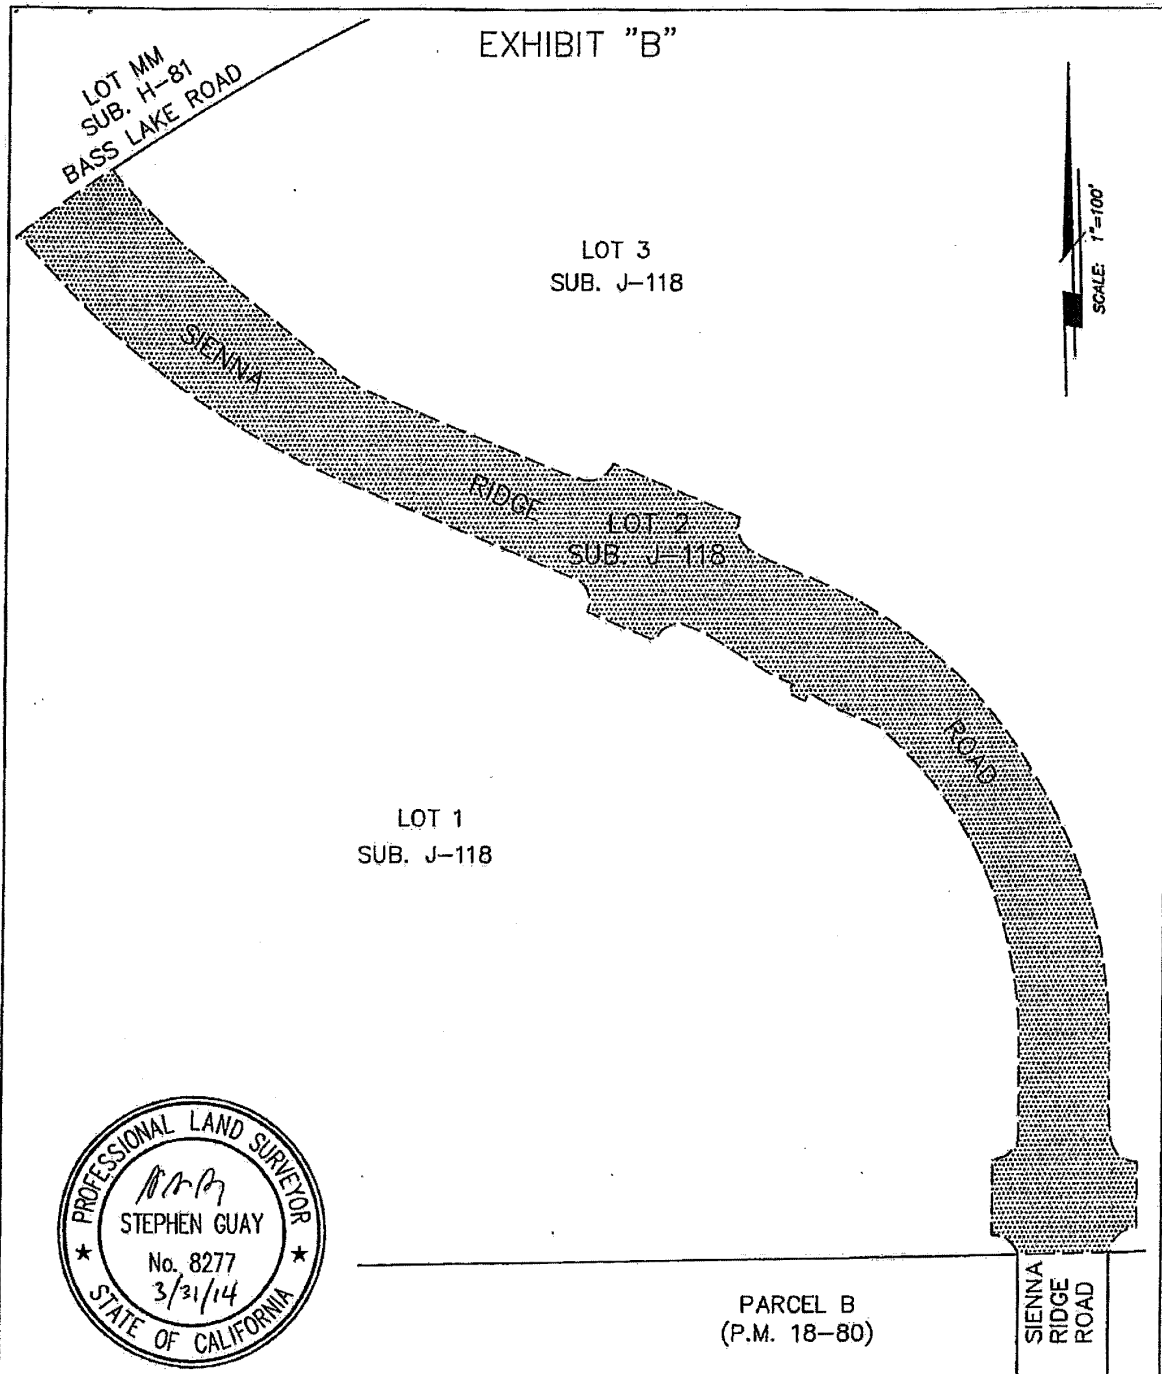 EXHIBIT "B"
LOT MM
SUB. H-81
BASS LAKE ROAD
SCALE: 1"=100'
LOT 3
SUB. J-118
SIENNA
RIDGE
LOT 2
SUB. J-118
ROAD
LOT 1
SUB. J-118
PROFESSIONAL LAND SURVEYOR
STEPHEN GUAY
No. 8277
3/31/14
STATE OF CALIFORNIA
PARCEL B
(P.M. 18-80)
SIENNA
RIDGE
ROAD